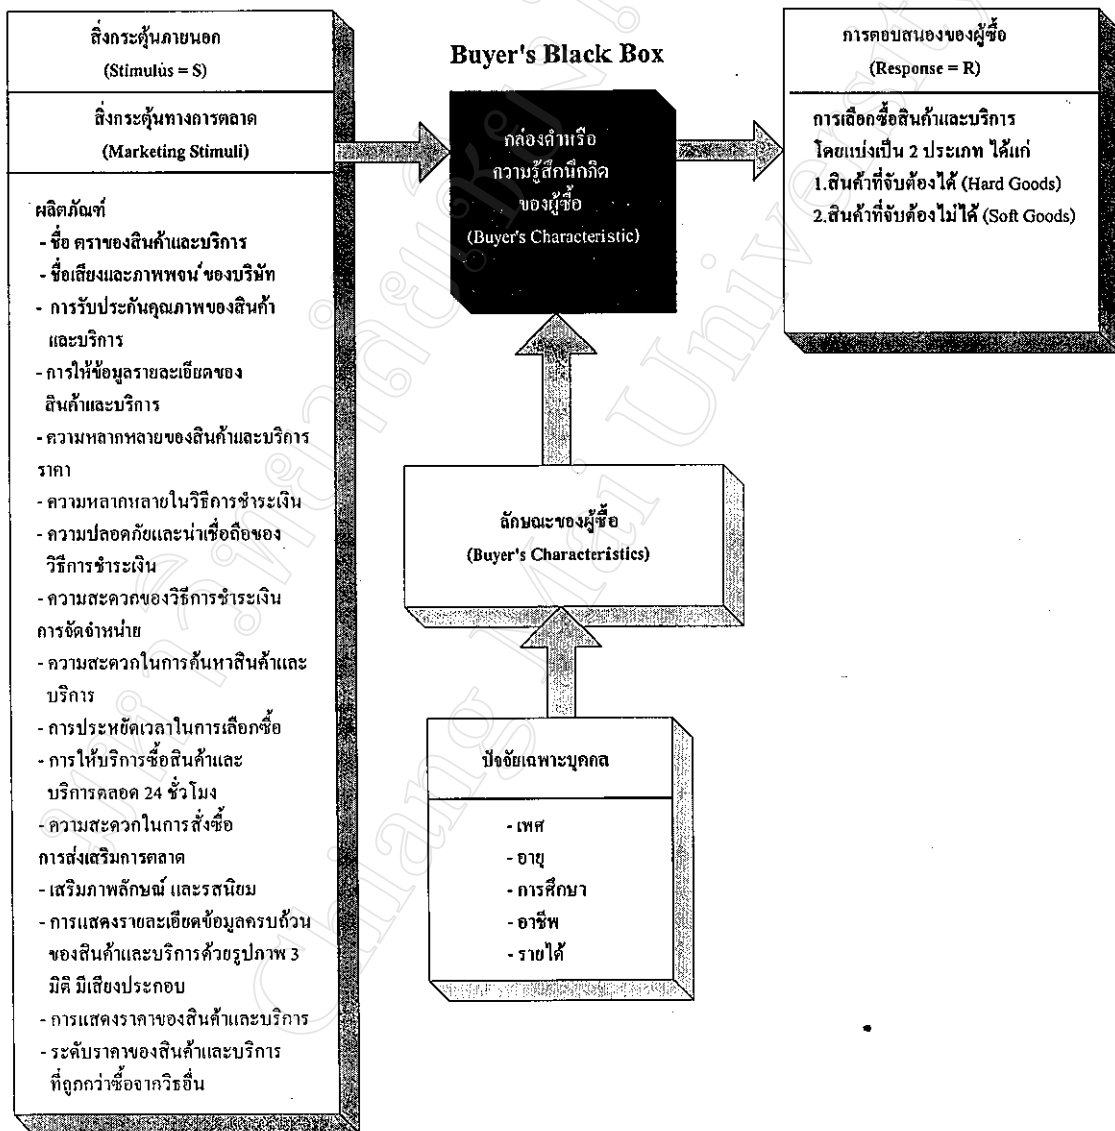 สิ่งกระตุ้นภายนอก
(Stimulus = S)
สิ่งกระตุ้นทางการตลาด
(Marketing Stimuli)
ผลิตภัณฑ์
- ชื่อ ตราของสินค้าและบริการ
- ชื่อเสียงและภาพพจน์ ของบริษัท
- การรับประกันคุณภาพของสินค้า
และบริการ
- การให้ข้อมูลรายละเอียดของ
สินค้าและบริการ
- ความหลากหลายของสินค้าและบริการ
ราคา
- ความหลากหลายในวิธีการชำระเงิน
- ความปลอดภัยและน่าเชื่อถือของ
วิธีการชำระเงิน
- ความสะดวกของวิธีการชำระเงิน
การจัดจำหน่าย
- ความสะดวกในการค้นหาสินค้าและ
บริการ
- การประหยัดเวลาในการเลือกซื้อ
- การให้บริการซื้อสินค้าและ
บริการตลอด 24 ชั่วโมง
- ความสะดวกในการสั่งซื้อ
การส่งเสริมการตลาด
- เสริมภาพลักษณ์ และรสนิยม
- การแสดงรายละเอียดข้อมูลครบถ้วน
ของสินค้าและบริการด้วยรูปภาพ 3
มิติ มีเสียงประกอบ
- การแสดงราคาของสินค้าและบริการ
- ระดับราคาของสินค้าและบริการ
ที่ถูกกว่าซื้อจากวิธอื่น
Buyer's Black Box
กล่องดำหรือ
ความรู้สึกนึกคิด
ของผู้ซื้อ
(Buyer's Characteristic)
ลักษณะของผู้ซื้อ
(Buyer's Characteristics)
ปัจจัยเฉพาะบุคคล
- เพศ
- อายุ
- การศึกษา
- อาชีพ
- รายได้
การตอบสนองของผู้ซื้อ
(Response = R)
การเลือกซื้อสินค้าและบริการ
โดยแบ่งเป็น 2 ประเภท ได้แก่
1.สินค้าที่จับต้องได้ (Hard Goods)
2.สินค้าที่จับต้องไม่ได้ (Soft Goods)
Chiang Mai University